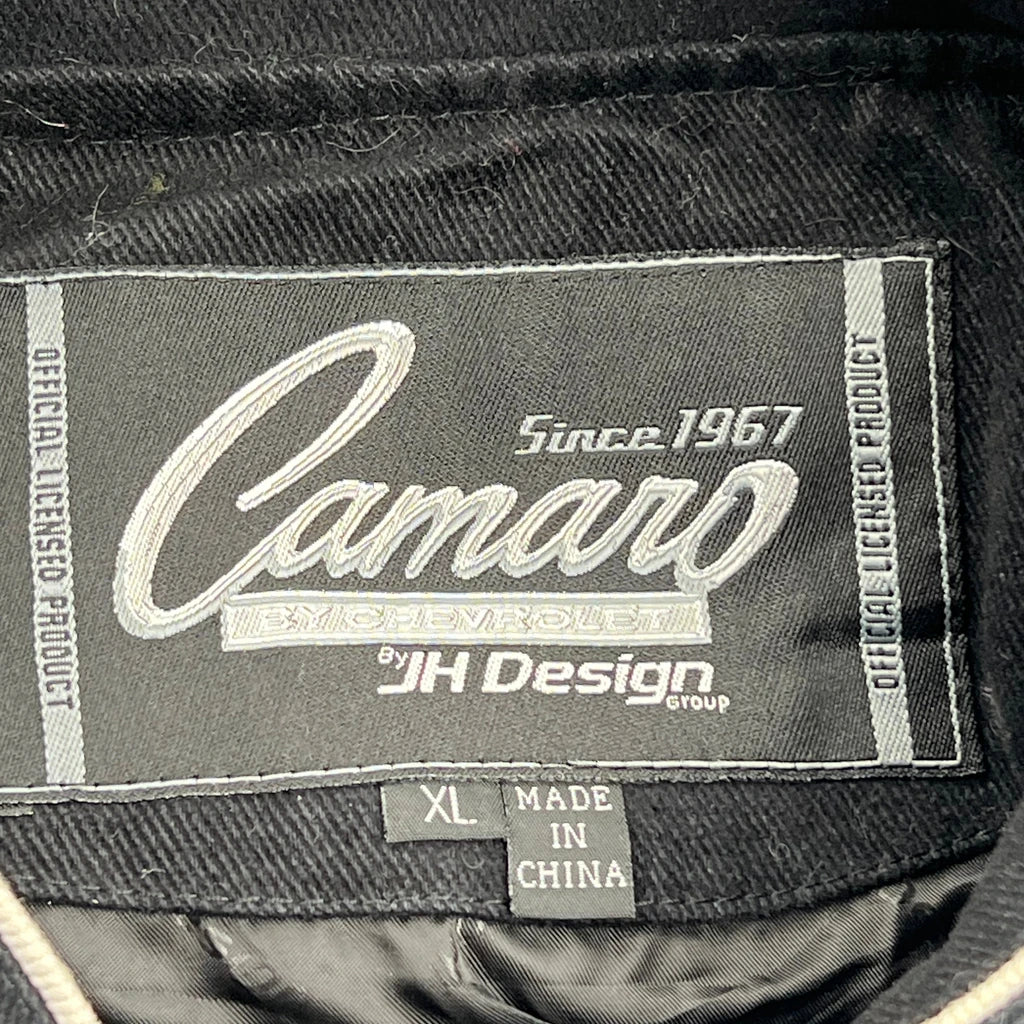 OFFICIAL LICENSED PRODUCT
Since 1967
Camaro
BY CHEVROLET
By JH Design
GROUP
OFFICIAL LICENSED PRODUCT
XL
MADE
IN
CHINA